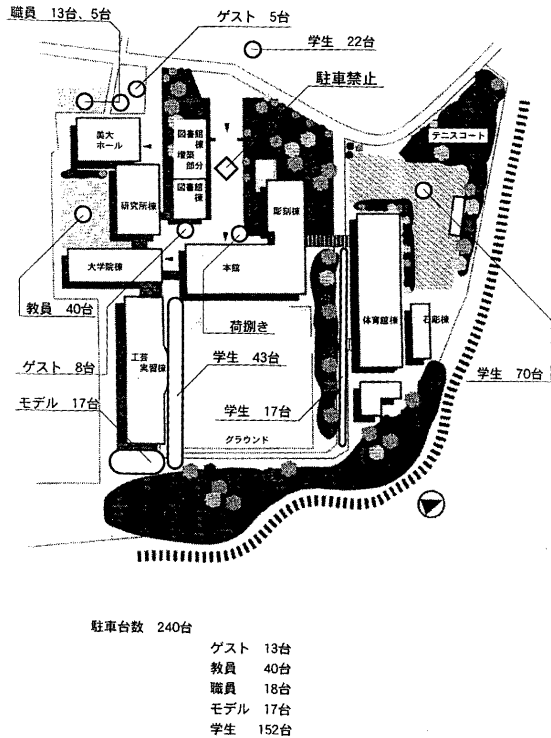 職員 13台、5台
ゲスト 5台
学生 22台
駐車禁止
美大
ホール
図書館
棟
増築
部分
図書館
棟
テニスコート
研究所棟
彫刻棟
大学院棟
本館
教員 40台
荷捌き
体育館棟
石彫棟
ゲスト 8台
工芸
実習棟
学生 43台
学生 70台
モデル 17台
学生 17台
グラウンド
駐車台数 240台
ゲスト 13台
教員 40台
職員 18台
モデル 17台
学生 152台